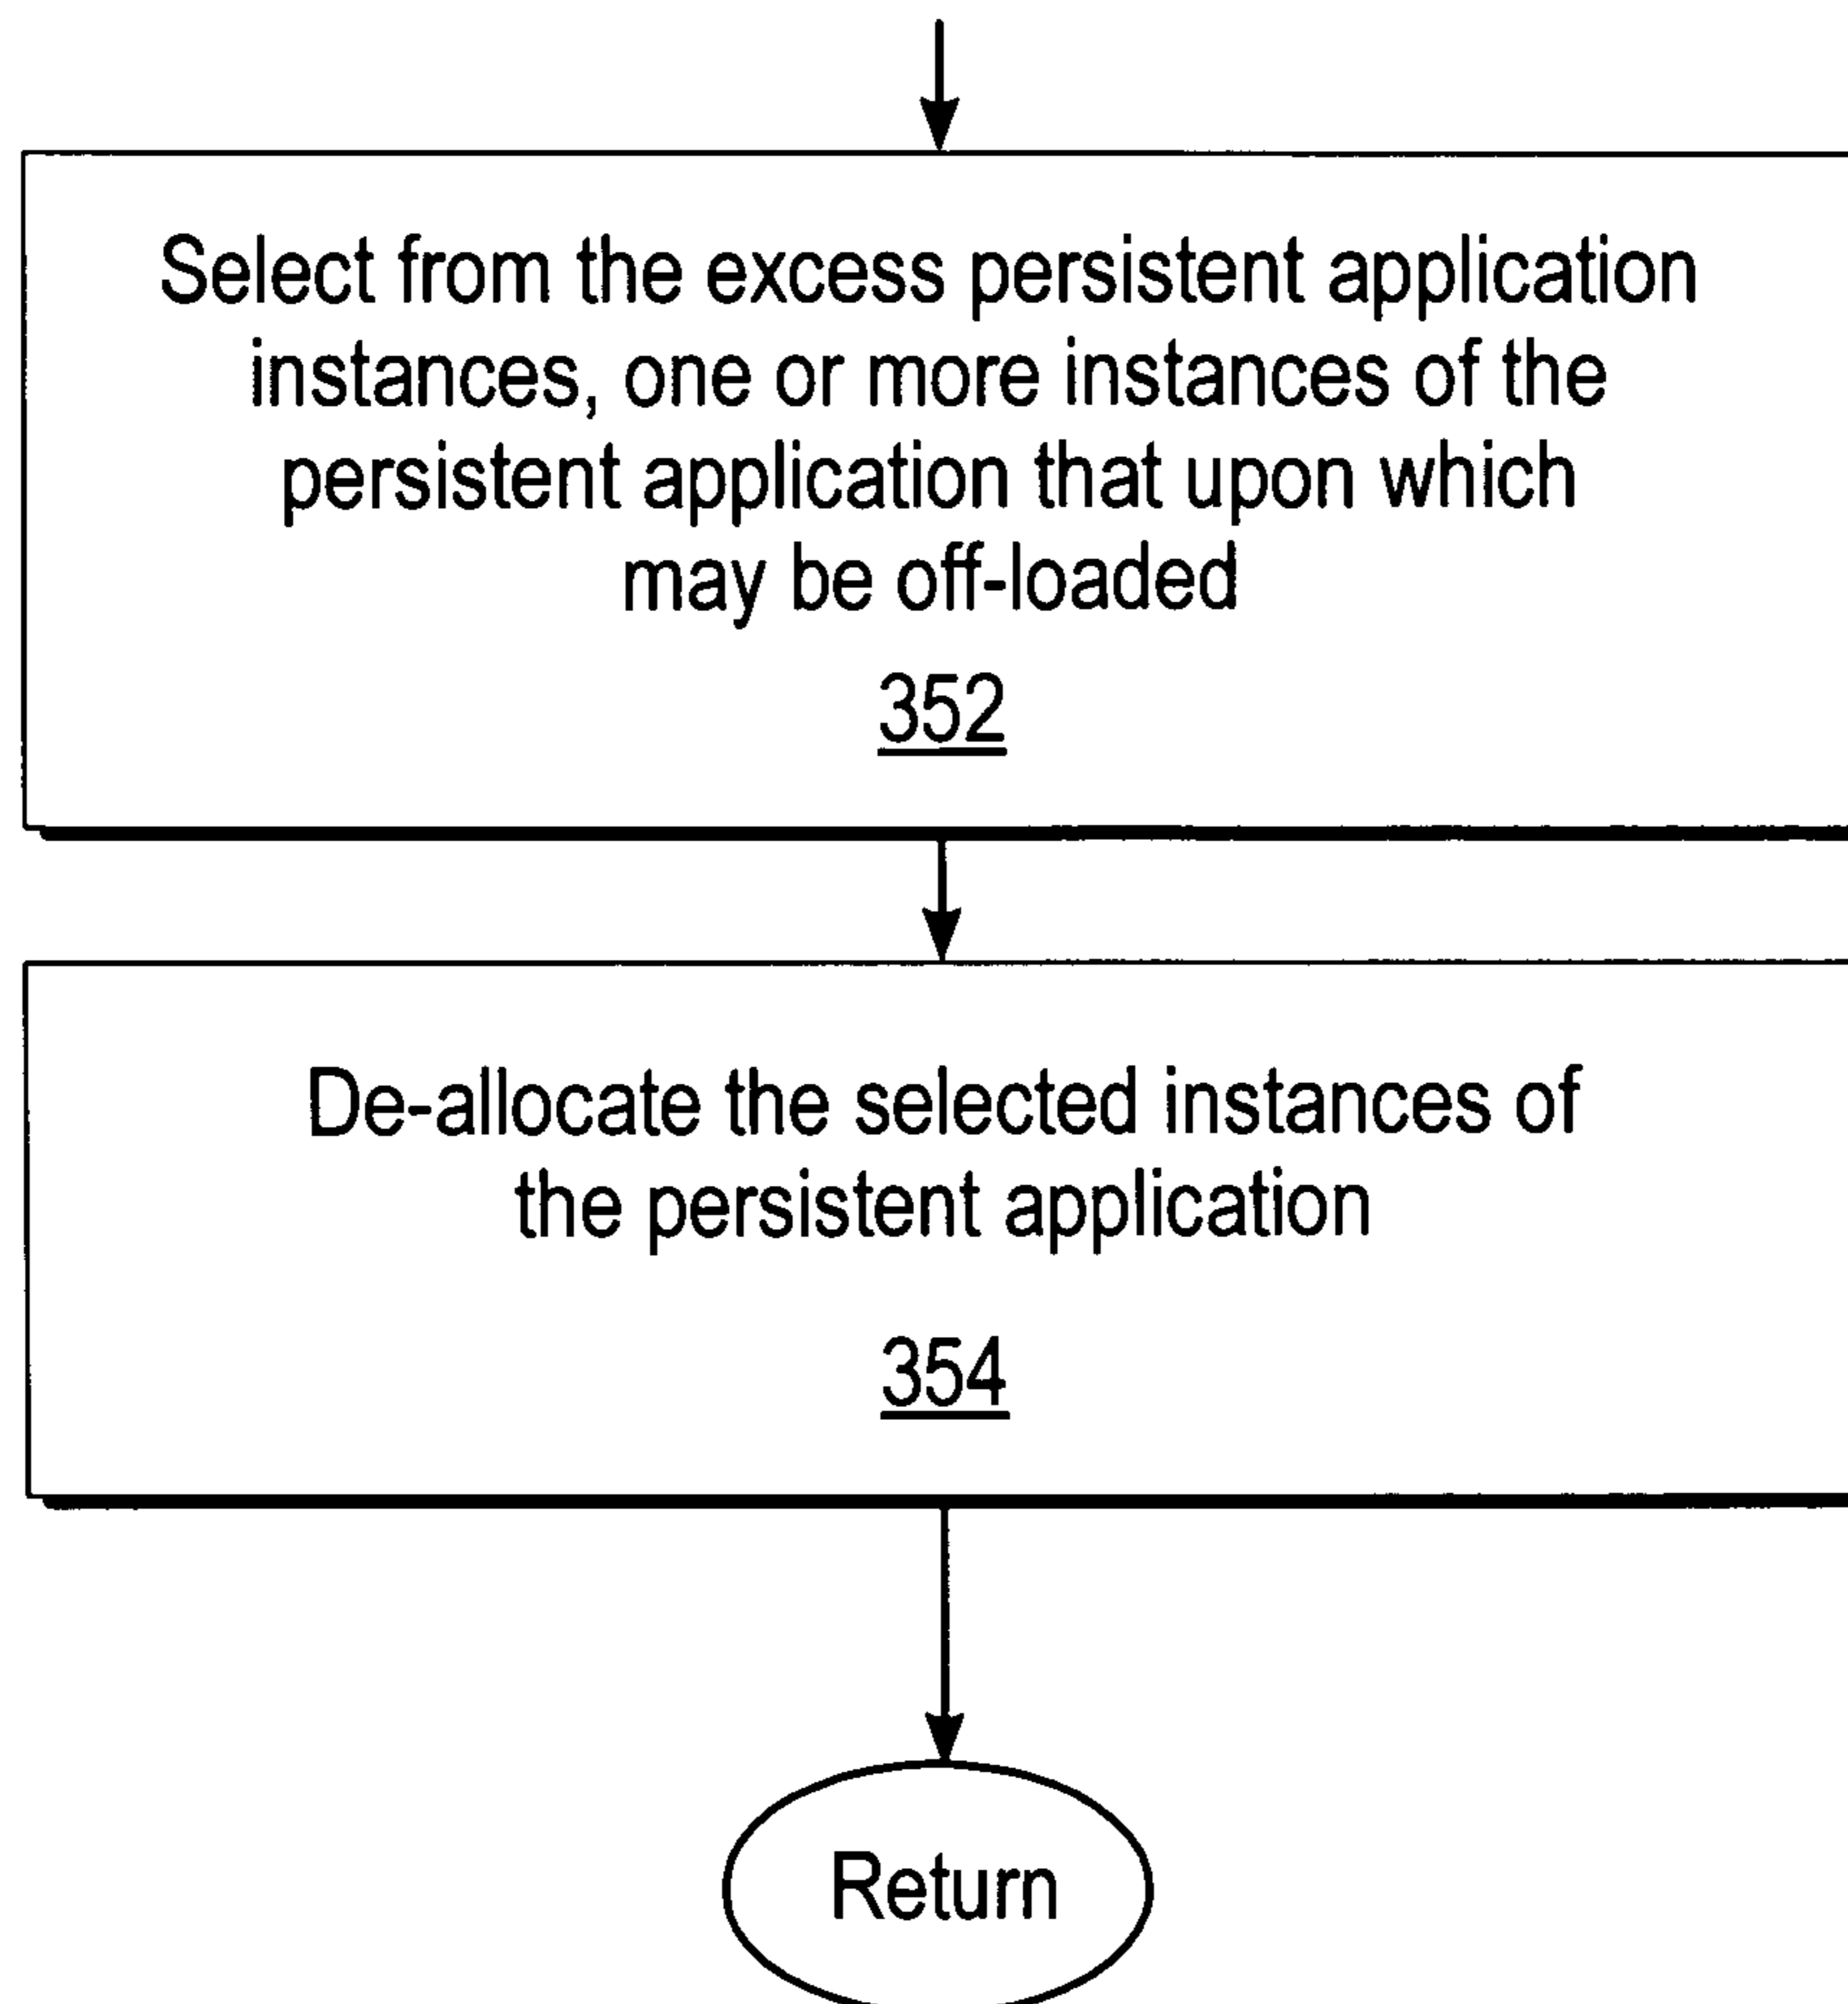 Select from the excess persistent application
instances, one or more instances of the
persistent application that upon which
may be off-loaded
352
De-allocate the selected instances of
the persistent application
354
Return